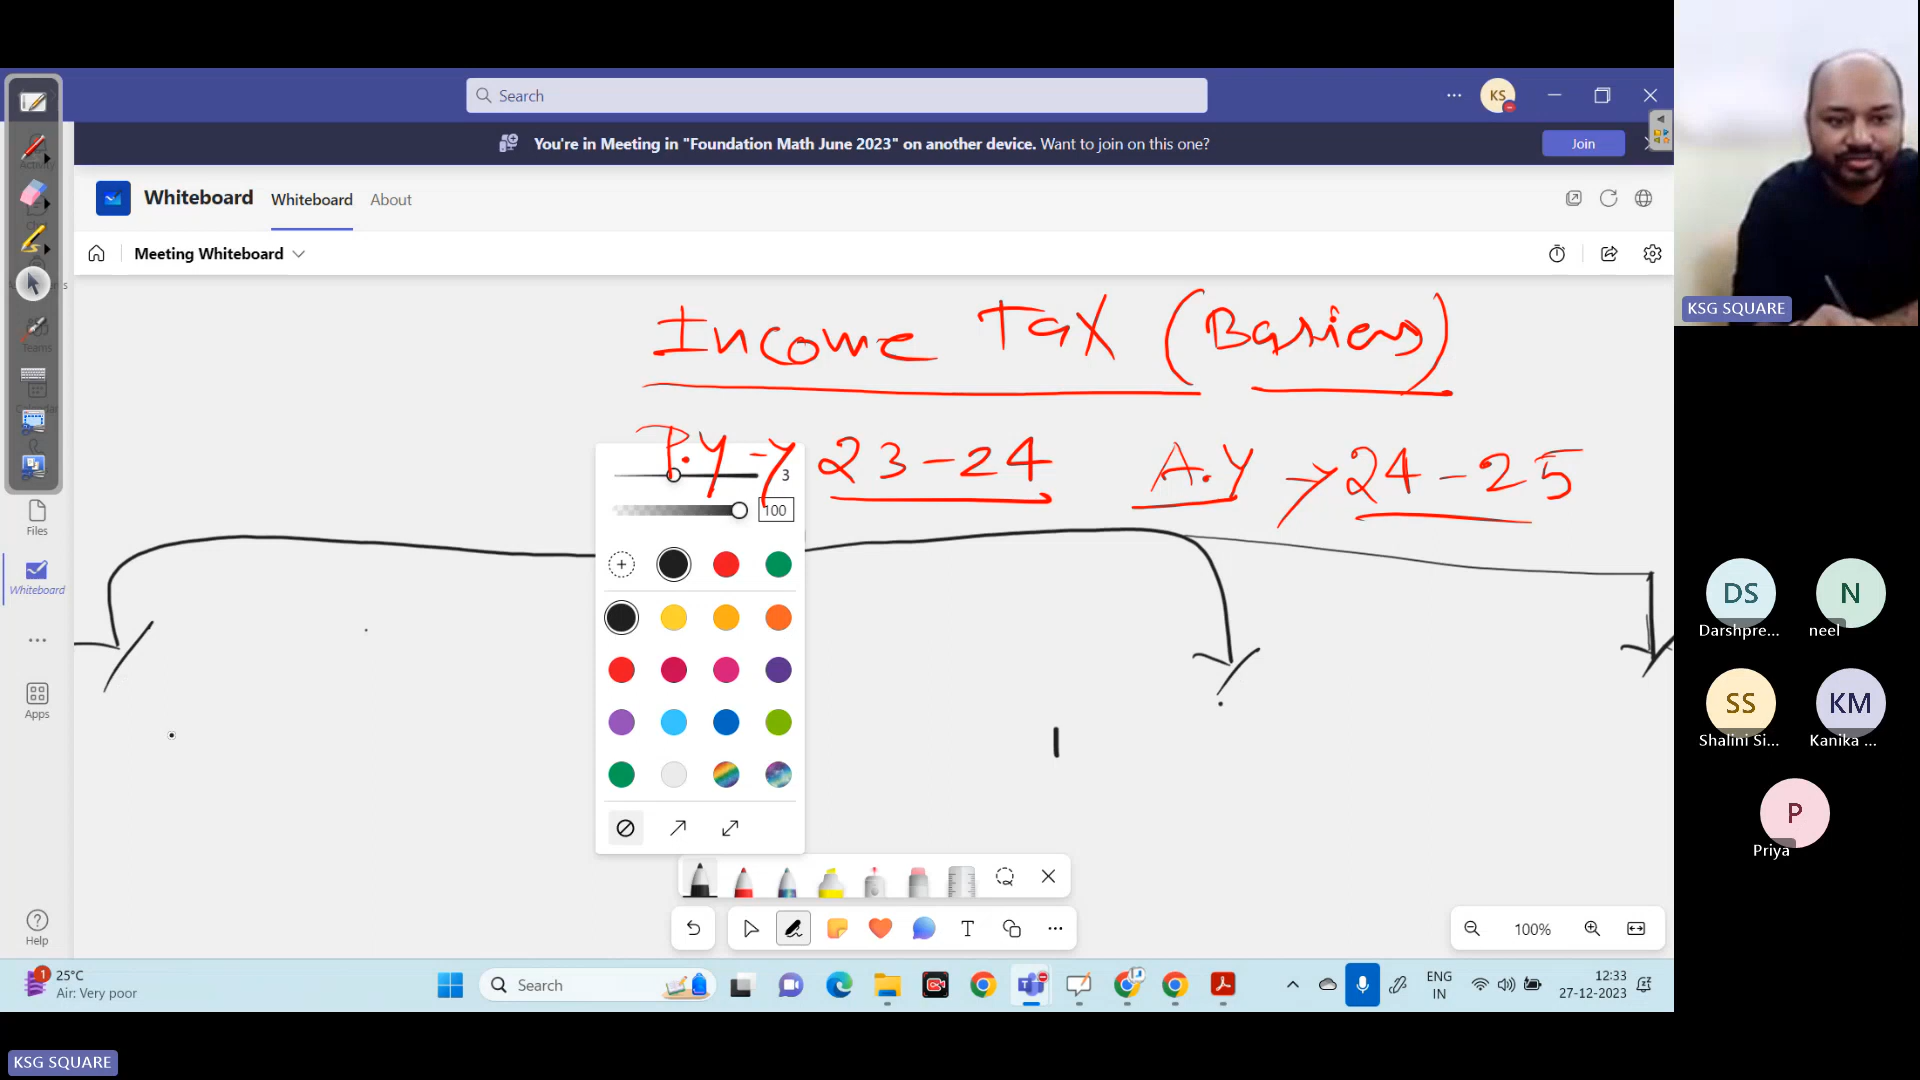 Search
KS
You're in Meeting in "Foundation Math June 2023" on another device. Want to join on this one?
Join
Whiteboard
Whiteboard
About
Meeting Whiteboard
Income Tax (Basics)
P.Y → 23-24
A.Y → 24-25
3
100
Teams
Files
Whiteboard
Apps
Help
100%
1
25°C
Air: Very poor
Search
ENG
IN
12:33
27-12-2023
KSG SQUARE
DS
Darshpre...
N
neel
SS
Shalini Si...
KM
Kanika ...
P
Priya
KSG SQUARE